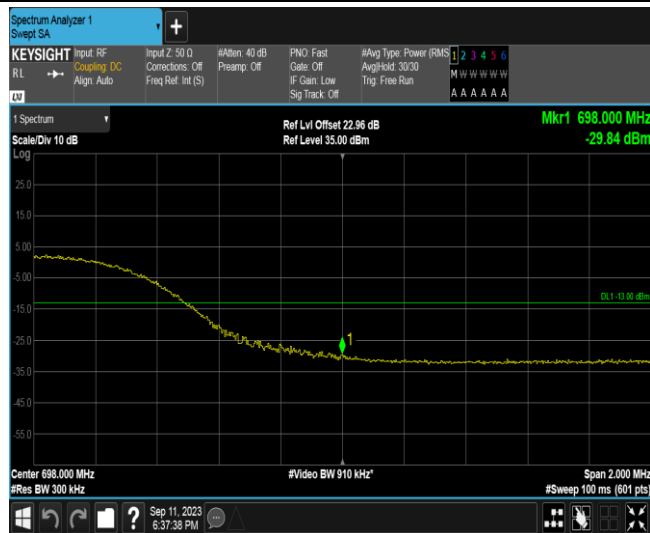 Spectrum Analyzer 1
Swept SA
+
KEYSIGHT
RL
LXI
Input: RF
Coupling: DC
Align: Auto
Input Z: 50 Ω
Corrections: Off
Freq Ref: Int (S)
#Atten: 40 dB
Preamp: Off
PNO: Fast
Gate: Off
IF Gain: Low
Sig Track: Off
#Avg Type: Power (RMS
Avg|Hold: 30/30
Trig: Free Run
1 2 3 4 5 6
M W W W W W
A A A A A A
1 Spectrum
Scale/Div 10 dB
Ref Lvl Offset 22.96 dB
Ref Level 35.00 dBm
Mkr1 698.000 MHz
-29.84 dBm
Log
25.0
15.0
5.00
-5.00
DL1 -13.00 dBm
-15.0
-25.0
1
-35.0
-45.0
-55.0
Center 698.000 MHz
#Res BW 300 kHz
#Video BW 910 kHz*
Span 2.000 MHz
#Sweep 100 ms (601 pts)
?
Sep 11, 2023
6:37:38 PM